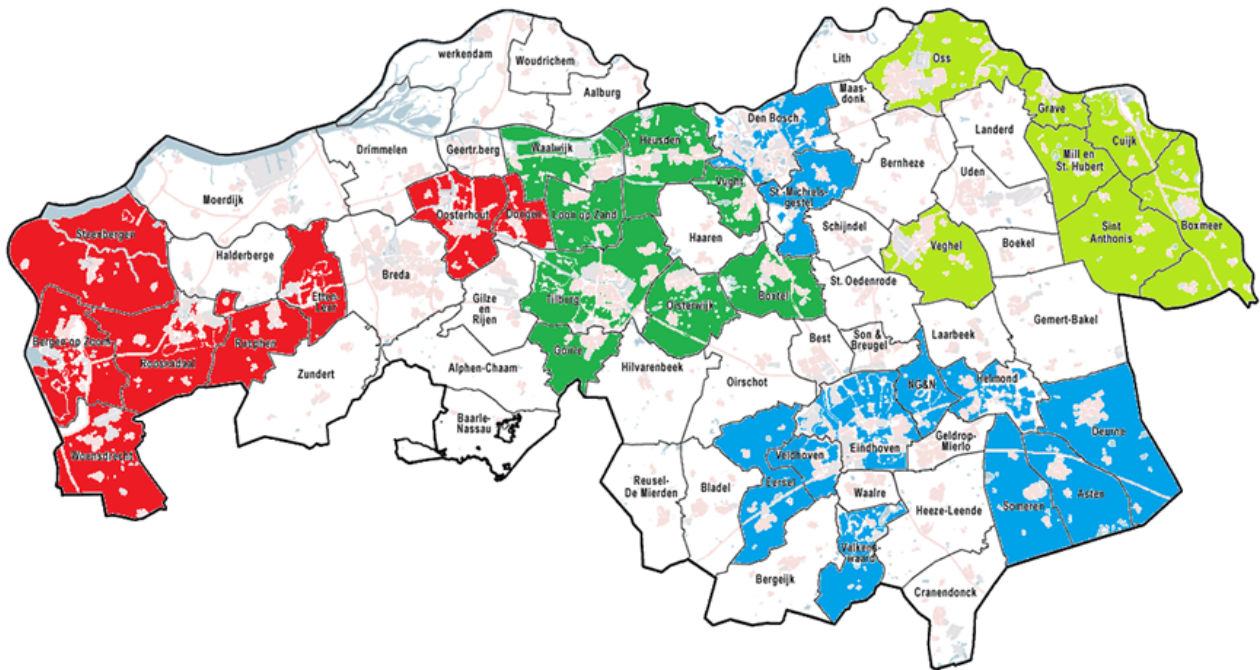 werkendam
Woudrichem
Aalburg
Lith
Oss
Maas-
donk
Grave
Den Bosch
Heusden
Landerd
Cuijk
Drimmelen
Geertr.berg
Waalwijk
Bernheze
Mill en
St. Hubert
Uden
Vught
St.-Michiels-
gestel
Moerdijk
Oosterhout
Dongen
Loon op Zand
Haaren
Schijndel
Sint
Anthonis
Boxmeer
Steenbergen
Halderberge
Veghel
Boekel
Breda
Etten-
Leur
St. Oedenrode
Gilze
en
Rijen
Tilburg
Oisterwijk
Boxtel
Gemert-Bakel
Bergen op Zoom
Roosendaal
Rucphen
Goirle
Best
Son &
Breugel
Laarbeek
Zundert
Alphen-Chaam
Hilvarenbeek
Oirschot
NG&N
Helmond
Baarle-
Nassau
Deurne
Geldrop-
Mierlo
Eindhoven
Veldhoven
Woensdrecht
Reusel-
De Mierden
Bladel
Eersel
Waalre
Asten
Someren
Heeze-Leende
Valkens-
waard
Bergeijk
Cranendonck